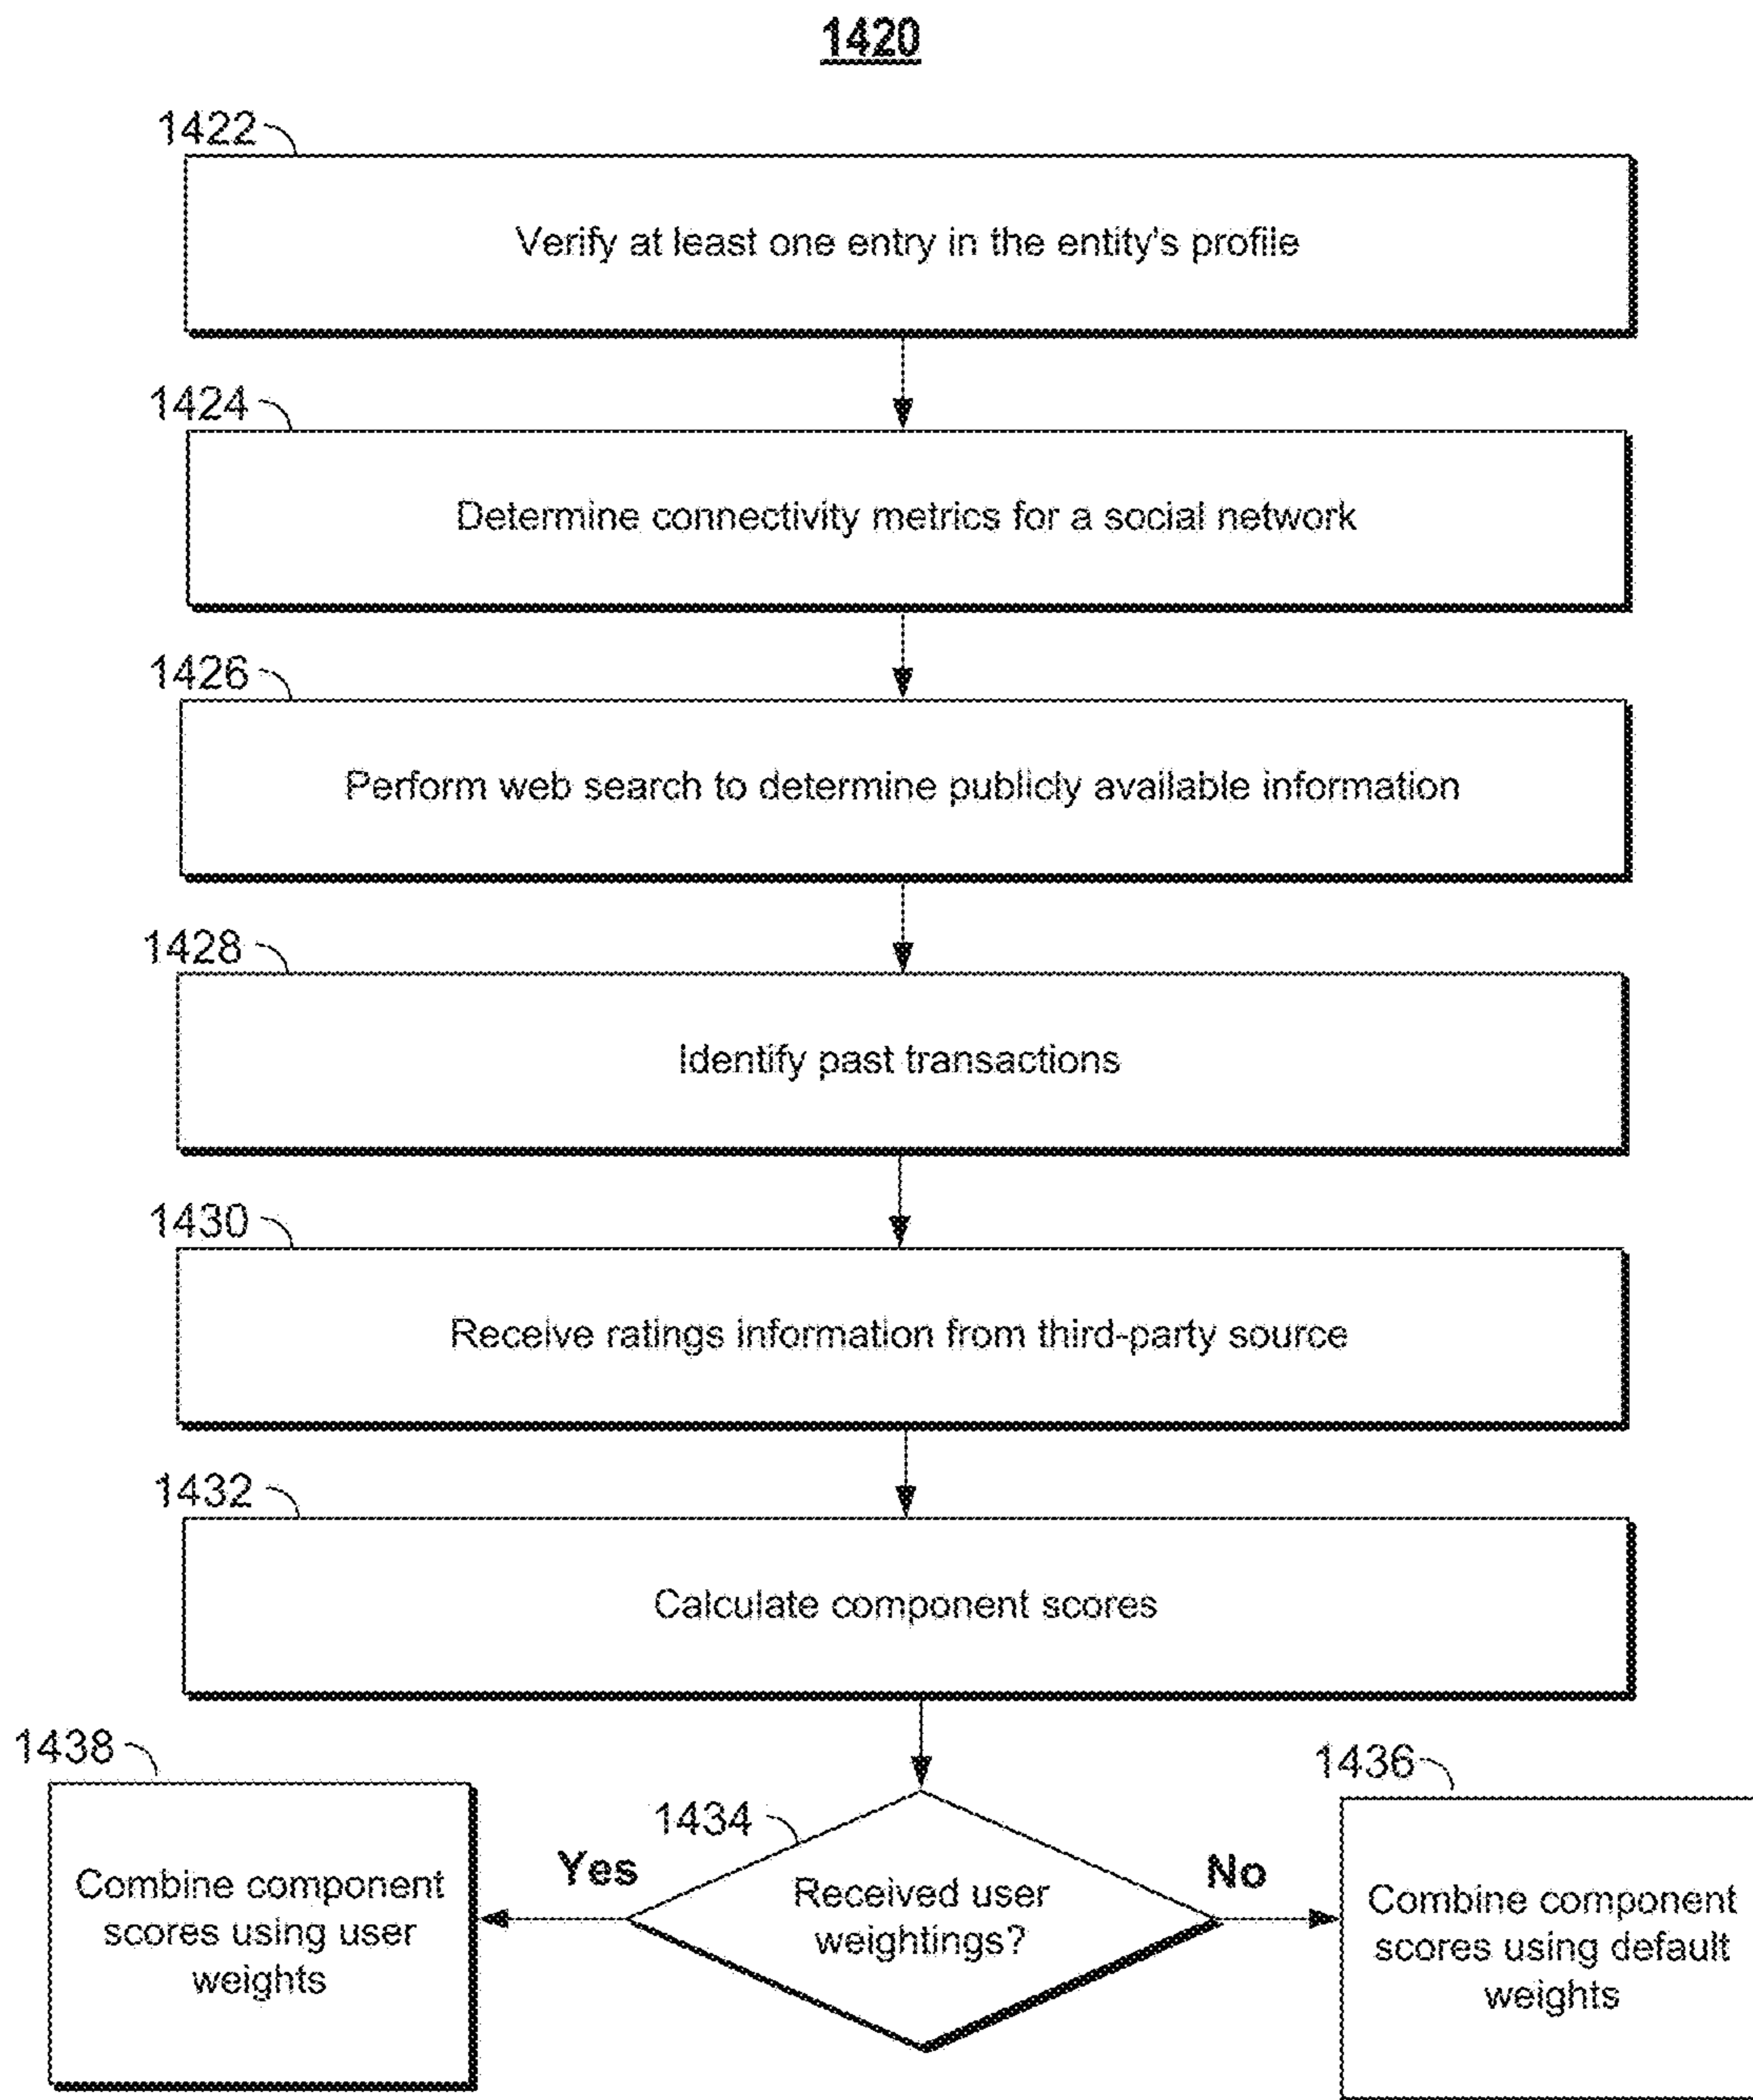 1420
1422
Verify at least one entry in the entity's profile
1424
Determine connectivity metrics for a social network
1426
Perform web search to determine publicly available information
1428
Identify past transactions
1430
Receive ratings information from third-party source
1432
Calculate component scores
1438
Combine component
scores using user
weights
Yes
1434
Received user
weightings?
No
1436
Combine component
scores using default
weights